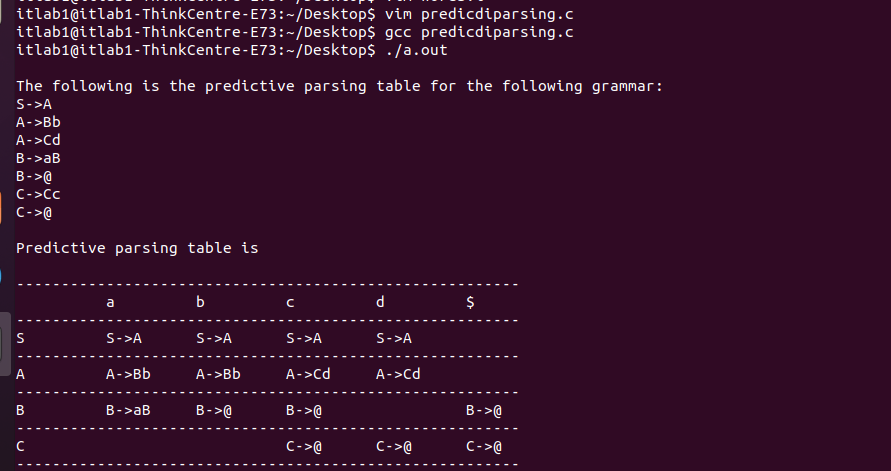 itlab1@itlab1-ThinkCentre-E73:~/Desktop$ vim predicdiparsing.c
itlab1@itlab1-ThinkCentre-E73:~/Desktop$ gcc predicdiparsing.c
itlab1@itlab1-ThinkCentre-E73:~/Desktop$ ./a.out
The following is the predictive parsing table for the following grammar:
S->A
A->Bb
A->Cd
B->aB
B->@
C->Cc
C->@
Predictive parsing table is
--------------------------------------------------------
a b c d $
--------------------------------------------------------
S S->A S->A S->A S->A
--------------------------------------------------------
A A->Bb A->Bb A->Cd A->Cd
--------------------------------------------------------
B B->aB B->@ B->@ B->@
--------------------------------------------------------
C C->@ C->@ C->@
--------------------------------------------------------